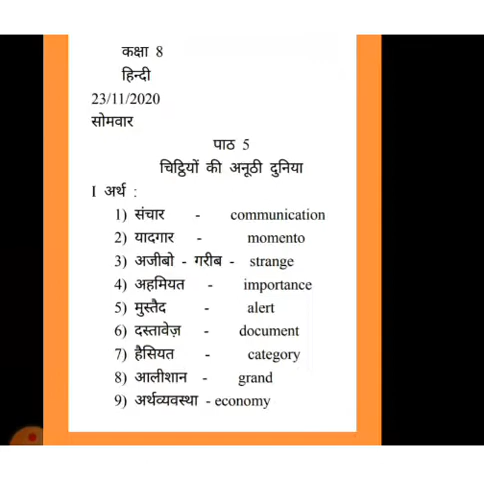 कक्षा 8
हिन्दी
23/11/2020
सोमवार
पाठ 5
चिट्ठियों की अनूठी दुनिया
I अर्थ :
1) संचार - communication
2) यादगार - momento
3) अजीबो - गरीब - strange
4) अहमियत - importance
5) मुस्तैद - alert
6) दस्तावेज़ - document
7) हैसियत - category
8) आलीशान - grand
9) अर्थव्यवस्था - economy